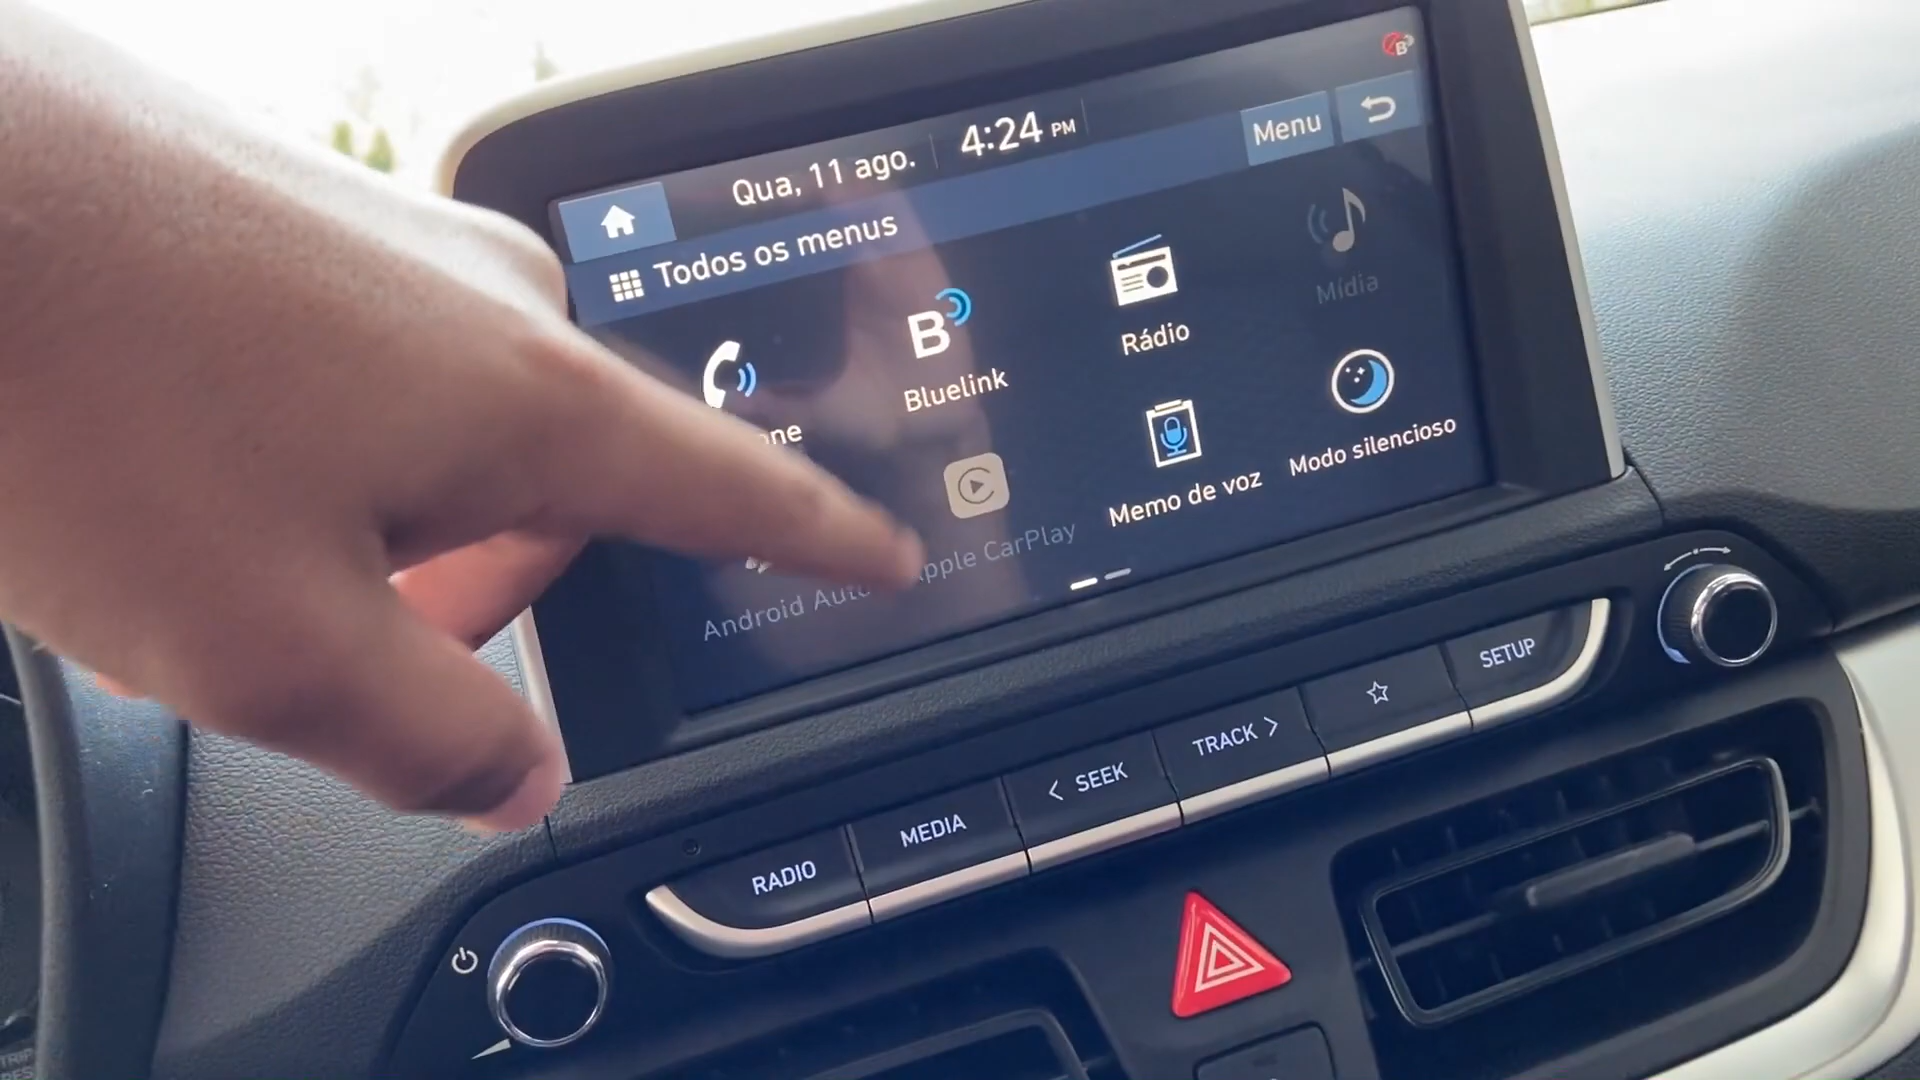 Qua, 11 ago.
4:24 PM
Menu
Todos os menus
B
Bluelink
Rádio
Mídia
Android Auto
Apple CarPlay
Memo de voz
Modo silencioso
RADIO
MEDIA
< SEEK
TRACK >
SETUP
TRIP